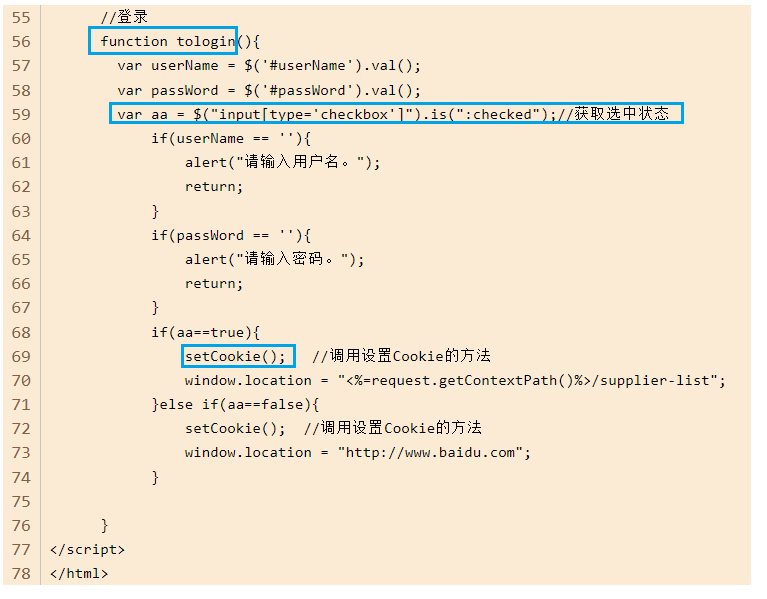 55 //登录
56 function tologin(){
57 var userName = $('#userName').val();
58 var passWord = $('#passWord').val();
59 var aa = $("input[type='checkbox']").is(":checked");//获取选中状态
60 if(userName == ''){
61 alert("请输入用户名。");
62 return;
63 }
64 if(passWord == ''){
65 alert("请输入密码。");
66 return;
67 }
68 if(aa==true){
69 setCookie(); //调用设置Cookie的方法
70 window.location = "<%=request.getContextPath()%>/supplier-list";
71 }else if(aa==false){
72 setCookie(); //调用设置Cookie的方法
73 window.location = "http://www.baidu.com";
74 }
75
76 }
77 </script>
78 </html>